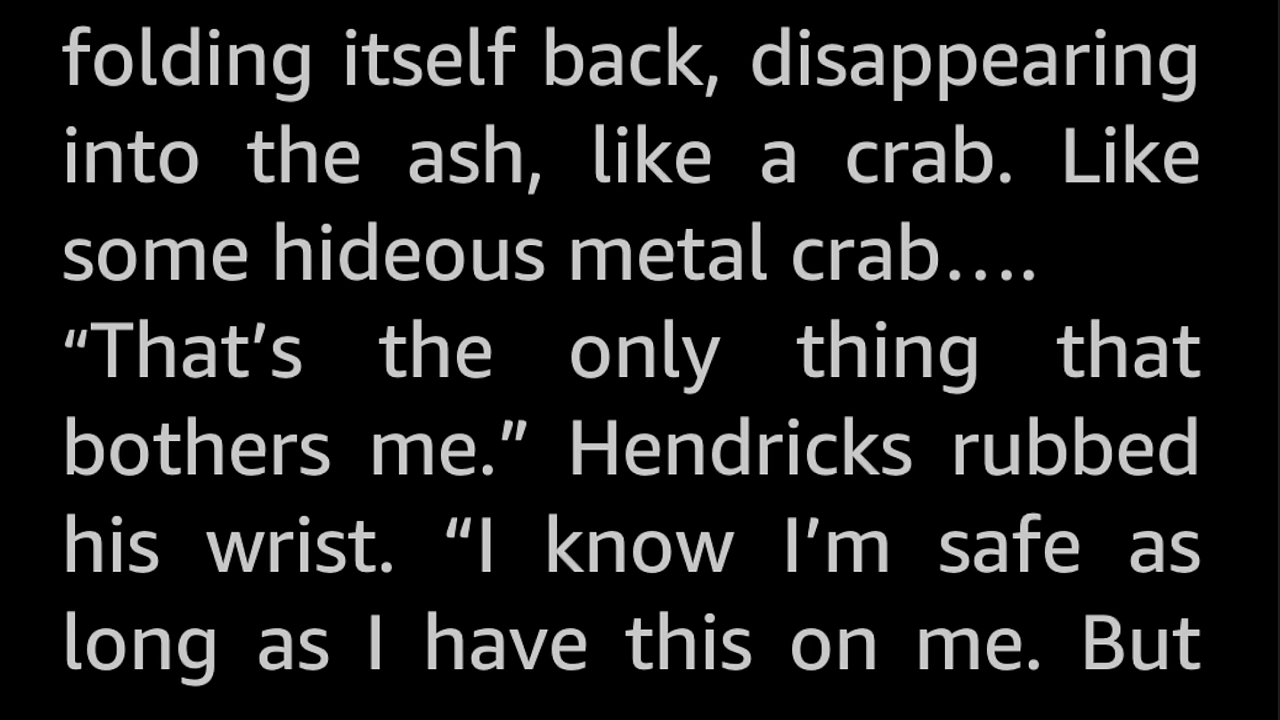 folding itself back, disappearing
into the ash, like a crab. Like
some hideous metal crab....
“That’s the only thing that
bothers me.” Hendricks rubbed
his wrist. “I know I’m safe as
long as I have this on me. But